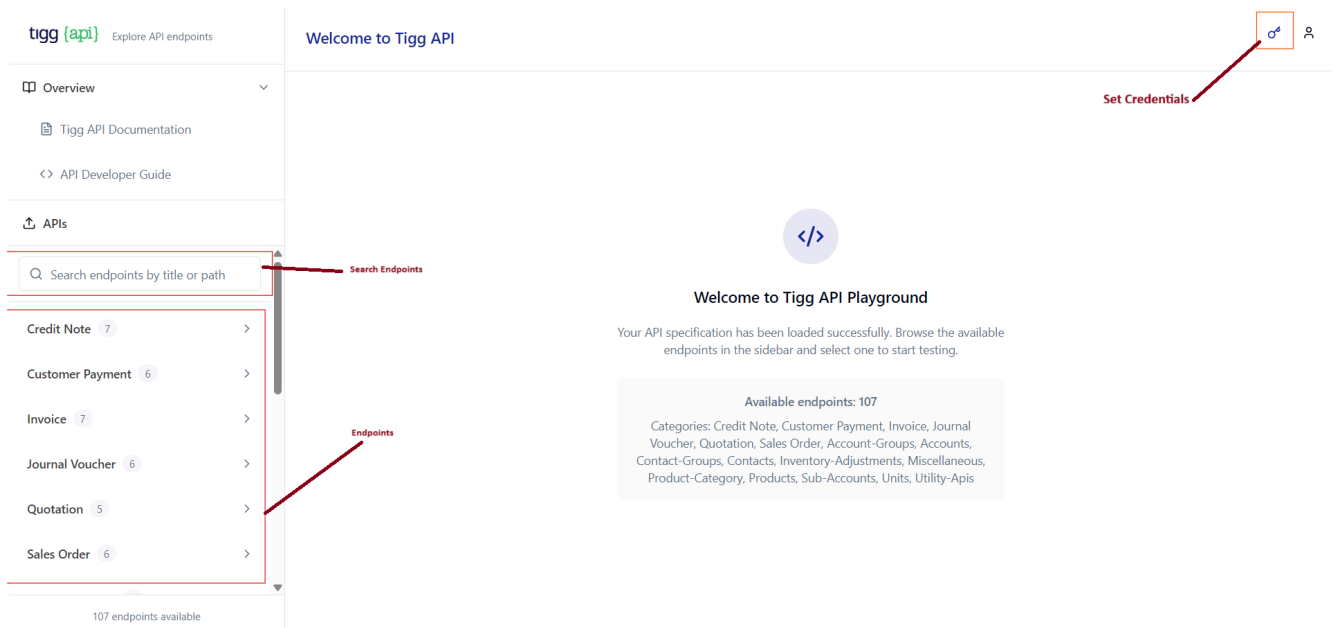 tigg {api} Explore API endpoints
Welcome to Tigg API
Set Credentials
Overview
Tigg API Documentation
API Developer Guide
APIs
Search endpoints by title or path
Search Endpoints
Credit Note 7
Customer Payment 6
Invoice 7
Journal Voucher 6
Quotation 5
Sales Order 6
Endpoints
107 endpoints available
</>
Welcome to Tigg API Playground
Your API specification has been loaded successfully. Browse the available
endpoints in the sidebar and select one to start testing.
Available endpoints: 107
Categories: Credit Note, Customer Payment, Invoice, Journal
Voucher, Quotation, Sales Order, Account-Groups, Accounts,
Contact-Groups, Contacts, Inventory-Adjustments, Miscellaneous,
Product-Category, Products, Sub-Accounts, Units, Utility-Apis